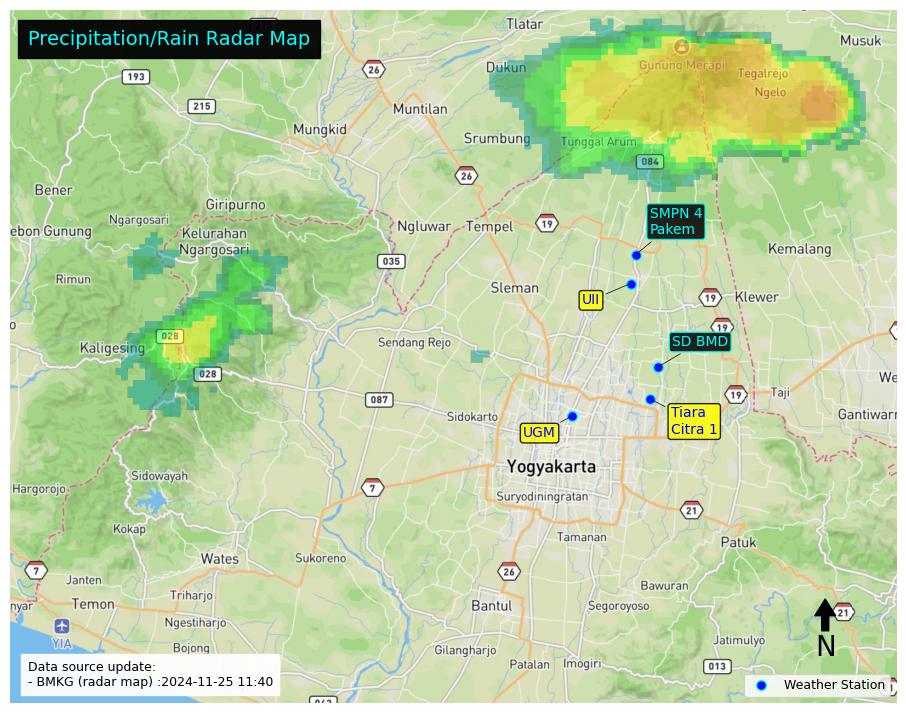 Precipitation/Rain Radar Map
Tlatar
Musuk
193
26
Dukun
Gunung Merapi
Tegalrejo
Ngelo
215
Muntilan
Mungkid
Srumbung
Tunggal Arum
084
26
Bener
Giripurno
SMPN 4
Pakem
Ngargosari
Ngluwar
Tempel
19
ebon Gunung
Kelurahan
Ngargosari
Kemalang
035
Rimun
Sleman
UII
19
Klewer
19
028
Sendang Rejo
SD BMD
Kaligesing
028
We
Taji
19
087
Tiara
Citra 1
Sidokarto
Gantiwarr
UGM
Yogyakarta
Sidowayah
Hargorojo
7
Suryodiningratan
21
Kokap
Tamanan
Patuk
Wates
Sukoreno
7
26
Janten
Bawuran
Triharjo
nyar
Temon
Bantul
Segoroyoso
21
Ngestiharjo
YIA
Jatimulyo
N
Bojong
Gilangharjo
Patalan
Imogiri
013
Data source update:
- BMKG (radar map) :2024-11-25 11:40
Weather Station